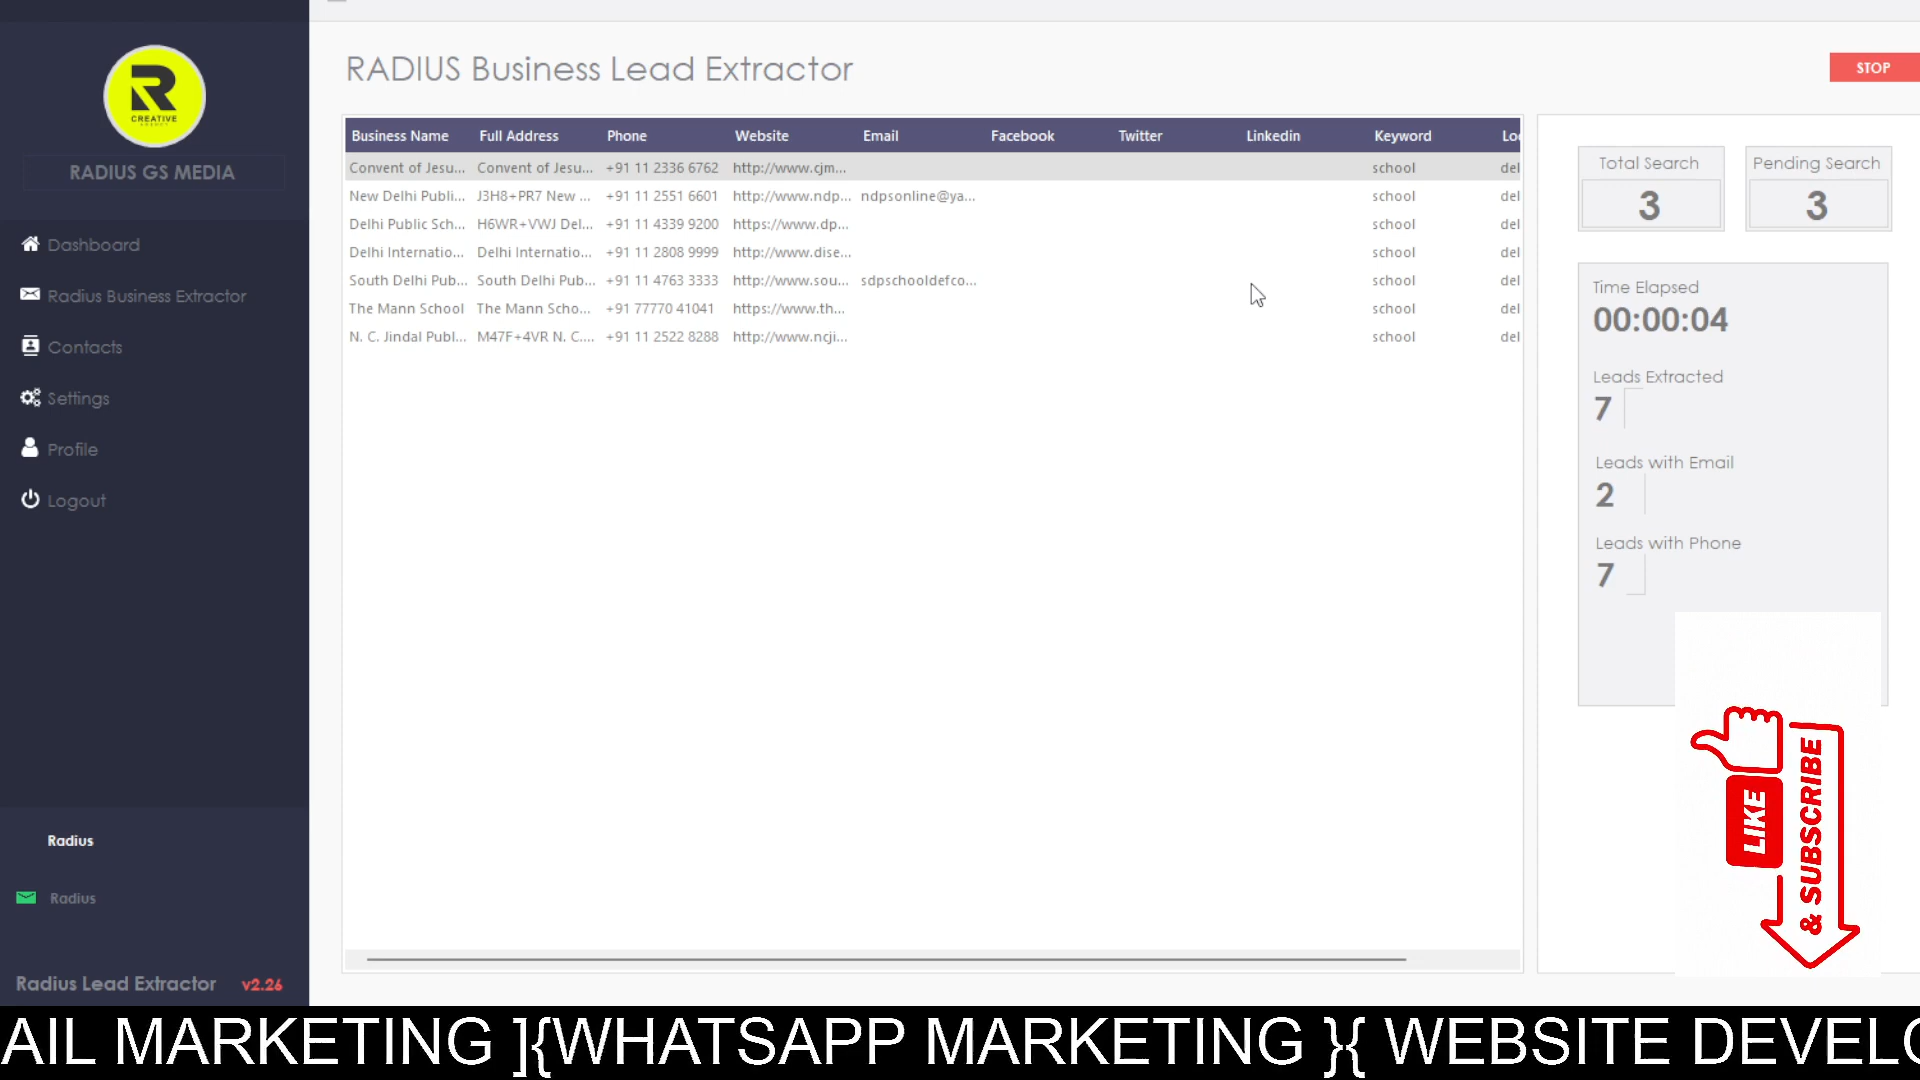 CREATIVE
RADIUS GS MEDIA
Dashboard
Radius Business Extractor
Contacts
Settings
Profile
Logout
Radius
Radius
Radius Lead Extractor v2.26
RADIUS Business Lead Extractor
STOP
Business Name Full Address Phone Website Email Facebook Twitter Linkedin Keyword Loc
Convent of Jesu... Convent of Jesu... +91 11 2336 6762 http://www.cjm... school del
New Delhi Publi... J3H8+PR7 New ... +91 11 2551 6601 http://www.ndp... ndpsonline@ya... school del
Delhi Public Sch... H6WR+VWJ Del... +91 11 4339 9200 https://www.dp... school del
Delhi Internatio... Delhi Internatio... +91 11 2808 9999 http://www.dise... school del
South Delhi Pub... South Delhi Pub... +91 11 4763 3333 http://www.sou... sdpschooldefco... school del
The Mann School The Mann Scho... +91 77770 41041 https://www.th... school del
N. C. Jindal Publ... M47F+4VR N. C.... +91 11 2522 8288 http://www.ncji... school del
Total Search
3
Pending Search
3
Time Elapsed
00:00:04
Leads Extracted
7
Leads with Email
2
Leads with Phone
7
LIKE
& SUBSCRIBE
AIL MARKETING ]{WHATSAPP MARKETING }{ WEBSITE DEVELO